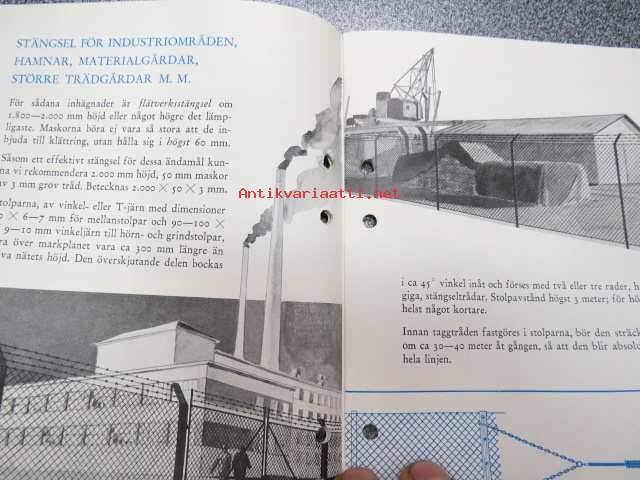 STÄNGSEL FÖR INDUSTRIOMRÅDEN,
HAMNAR, MATERIALGÅRDAR,
STÖRRE TRÄDGÅRDAR M. M.
För sådana inhägnader är flätverksstängsel om
1.800—2.000 mm höjd eller något högre det lämp-
ligaste. Maskorna böra ej vara så stora att de in-
bjuda till klättring, utan hålla sig i högst 60 mm.
Såsom ett effektivt stängsel för dessa ändamål kun-
na vi rekommendera 2.000 mm höjd, 50 mm maskor
av 3 mm grov tråd. Betecknas 2.000 × 50 × 3 mm.
tolparna, av vinkel- eller T-järn med dimensioner
× 6—7 mm för mellanstolpar och 90—100 ×
9—10 mm vinkeljärn till hörn- och grindstolpar,
ra över markplanet vara ca 300 mm längre än
va nätets höjd. Den överskjutande delen bockas
i ca 45° vinkel inåt och förses med två eller tre rader,
giga, stängseltrådar. Stolpavstånd högst 3 meter; för
helst något kortare.
Innan taggtråden fastgöres i stolparna, bör den
om ca 30—40 meter åt gången, så att den blir
hela linjen.
Antikvariaatti.net